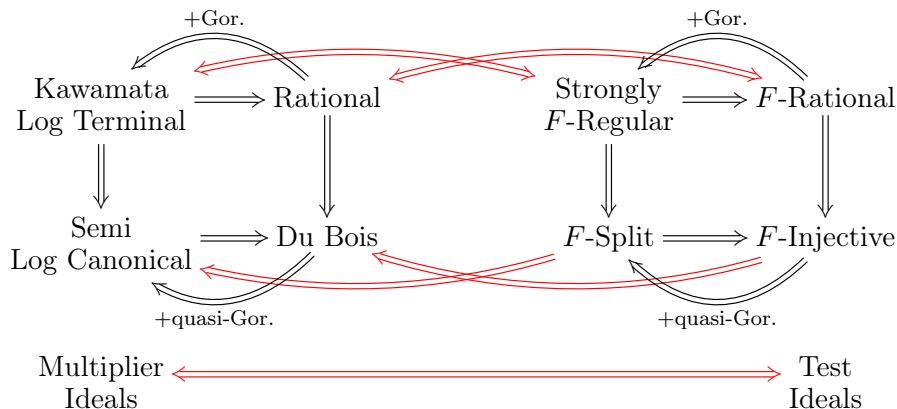 +Gor.
+Gor.
Kawamata
Log Terminal
Rational
Strongly
F-Regular
F-Rational
Semi
Log Canonical
Du Bois
F-Split
F-Injective
+quasi-Gor.
+quasi-Gor.
Multiplier
Ideals
Test
Ideals